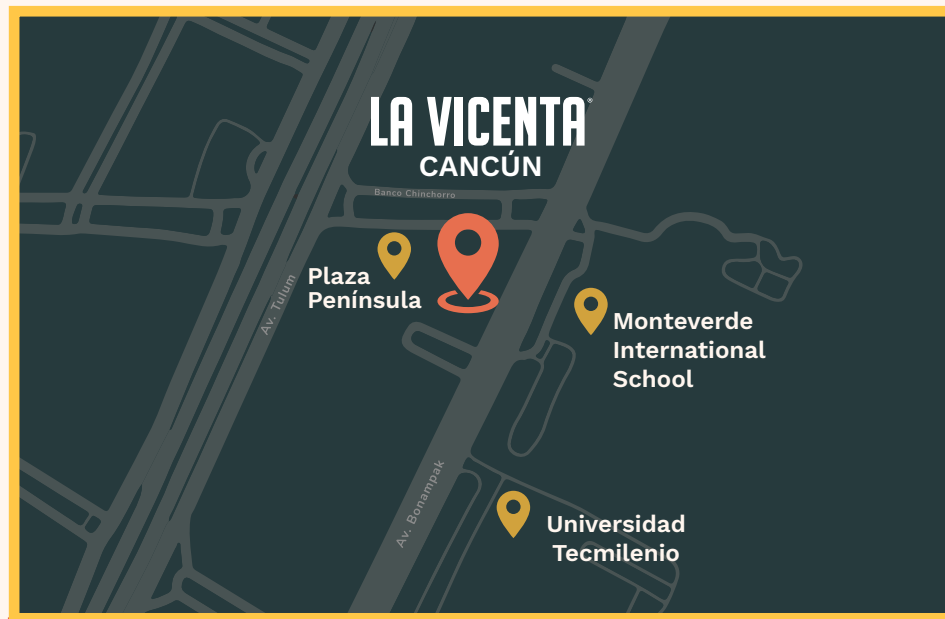 LA VICENTA®
CANCÚN
Banco Chinchorro
Plaza
Península
Av. Tulum
Monteverde
International
School
Av. Bonampak
Universidad
Tecmilenio